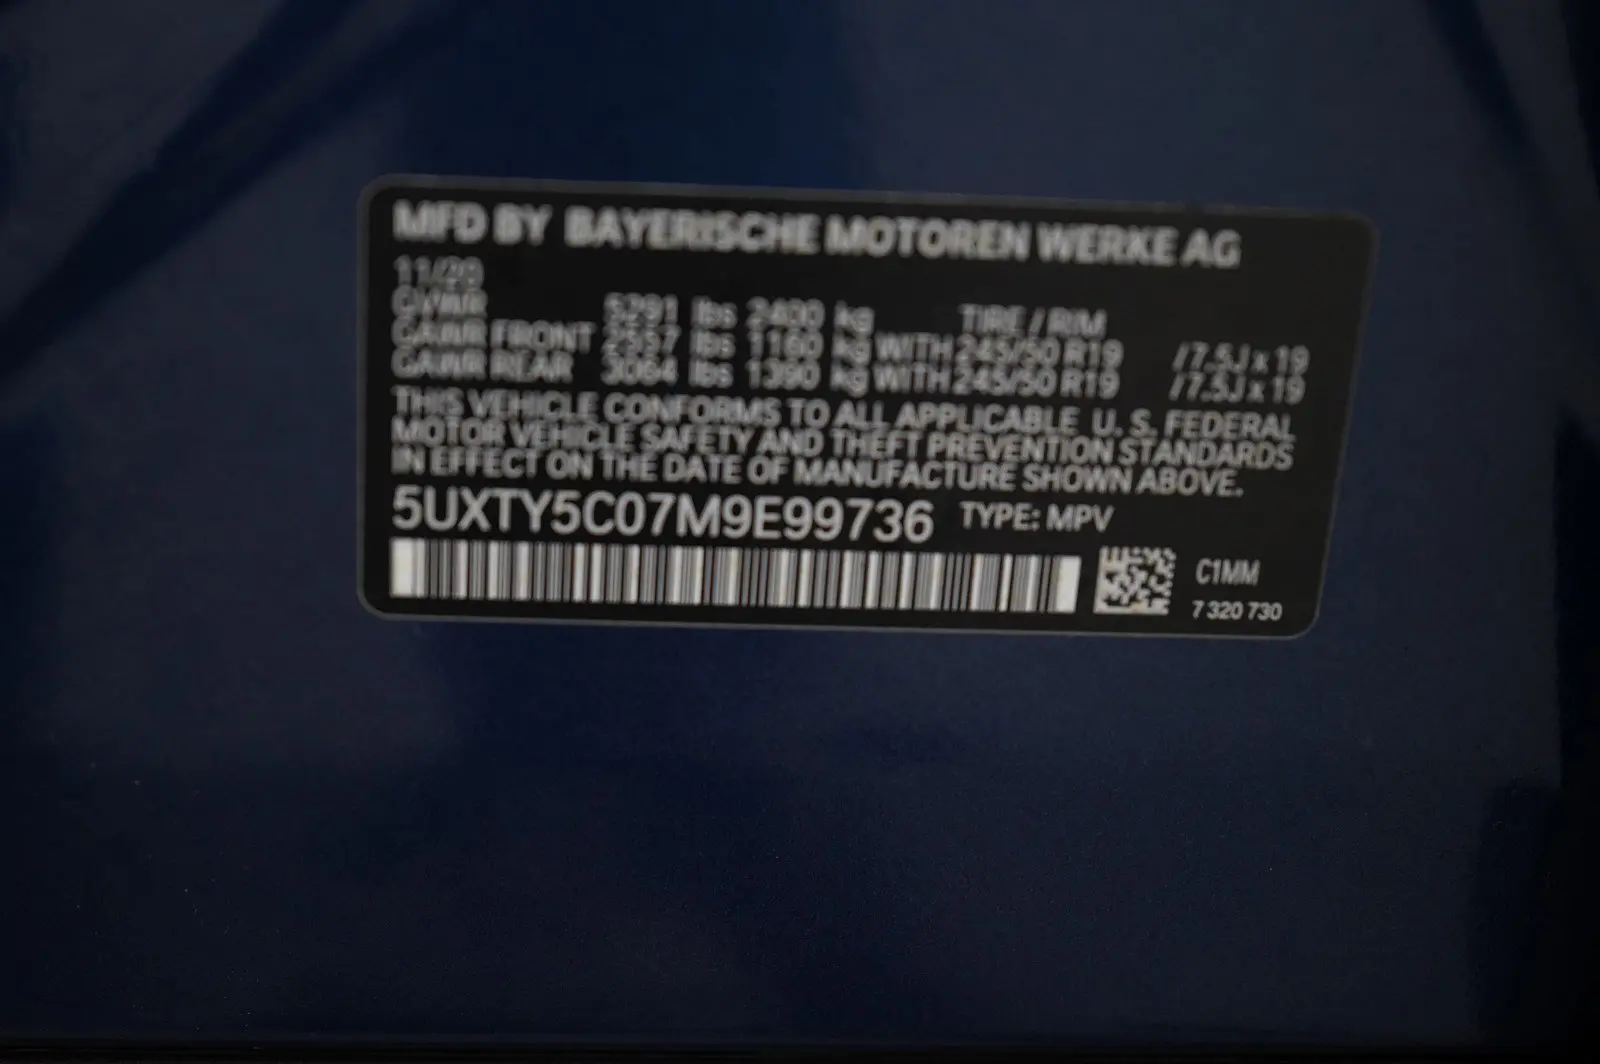 MFD BY BAYERISCHE MOTOREN WERKE AG
11/20
GVWR 5291 lbs 2400 kg TIRE / RIM
GAWR FRONT 2557 lbs 1160 kg WITH 245/50 R19 /7.5J x 19
GAWR REAR 3064 lbs 1390 kg WITH 245/50 R19 /7.5J x 19
THIS VEHICLE CONFORMS TO ALL APPLICABLE U. S. FEDERAL
MOTOR VEHICLE SAFETY AND THEFT PREVENTION STANDARDS
IN EFFECT ON THE DATE OF MANUFACTURE SHOWN ABOVE.
5UXTY5C07M9E99736 TYPE: MPV
C1MM
7 320 730